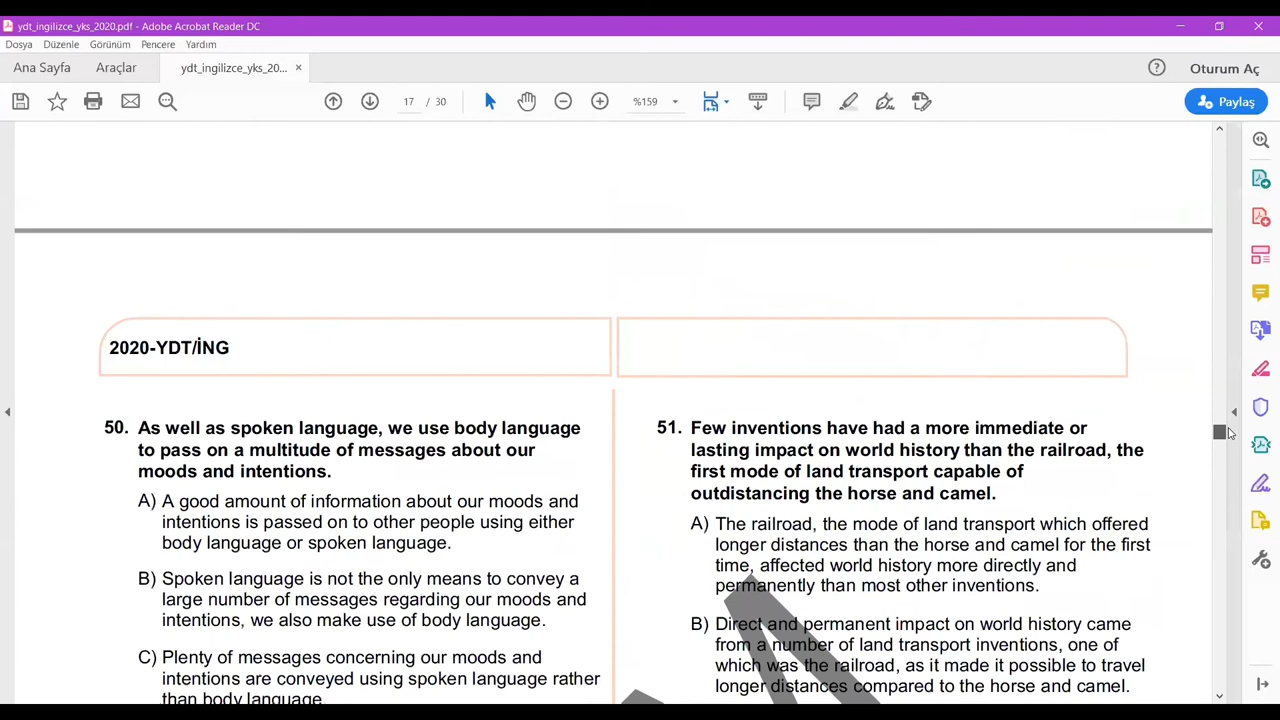 ydt_ingilizce_yks_2020.pdf - Adobe Acrobat Reader DC
Dosya Düzenle Görünüm Pencere Yardım
Ana Sayfa Araçlar ydt_ingilizce_yks_20... Oturum Aç
17 / 30 %159 Paylaş
2020-YDT/İNG
50. As well as spoken language, we use body language
to pass on a multitude of messages about our
moods and intentions.
A) A good amount of information about our moods and
intentions is passed on to other people using either
body language or spoken language.
B) Spoken language is not the only means to convey a
large number of messages regarding our moods and
intentions, we also make use of body language.
C) Plenty of messages concerning our moods and
intentions are conveyed using spoken language rather
than body language.
51. Few inventions have had a more immediate or
lasting impact on world history than the railroad, the
first mode of land transport capable of
outdistancing the horse and camel.
A) The railroad, the mode of land transport which offered
longer distances than the horse and camel for the first
time, affected world history more directly and
permanently than most other inventions.
B) Direct and permanent impact on world history came
from a number of land transport inventions, one of
which was the railroad, as it made it possible to travel
longer distances compared to the horse and camel.